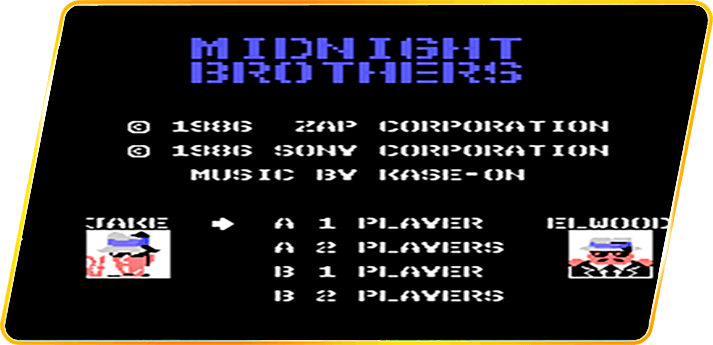 MIDNIGHT
BROTHERS
© 1986 ZAP CORPORATION
© 1986 SONY CORPORATION
MUSIC BY KASE-ON
JAKE → A 1 PLAYER ELWOOD
A 2 PLAYERS
B 1 PLAYER
B 2 PLAYERS